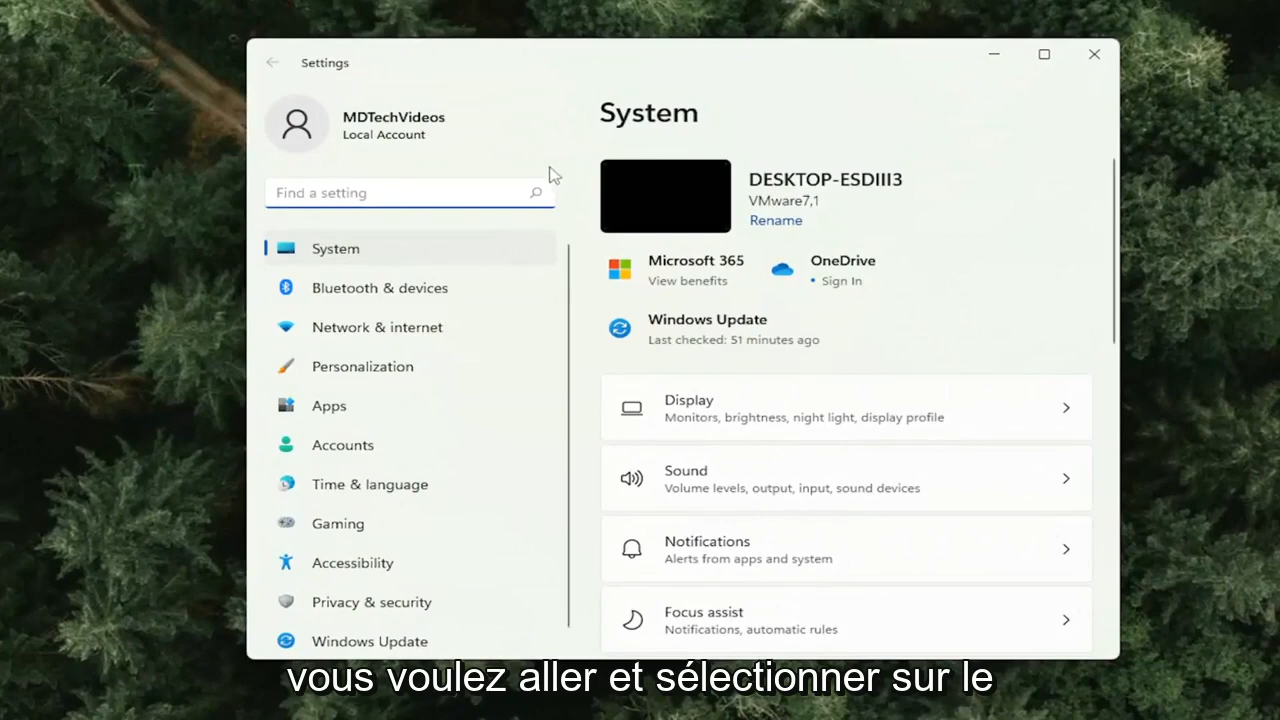 Settings
MDTechVideos
Local Account
Find a setting
System
Bluetooth & devices
Network & internet
Personalization
Apps
Accounts
Time & language
Gaming
Accessibility
Privacy & security
Windows Update
System
DESKTOP-ESDIII3
VMware7,1
Rename
Microsoft 365
View benefits
OneDrive
• Sign In
Windows Update
Last checked: 51 minutes ago
Display
Monitors, brightness, night light, display profile
Sound
Volume levels, output, input, sound devices
Notifications
Alerts from apps and system
Focus assist
Notifications, automatic rules
vous voulez aller et sélectionner sur le